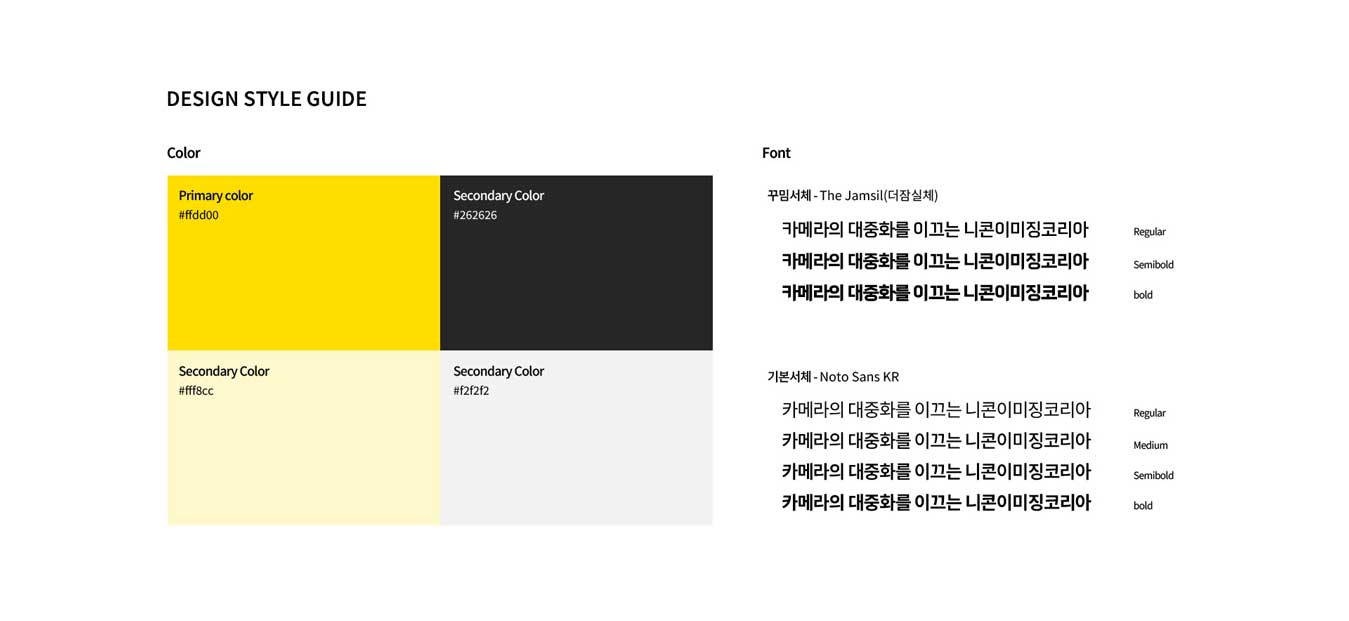 DESIGN STYLE GUIDE
Color
Primary color
#ffdd00
Secondary Color
#262626
Secondary Color
#fff8cc
Secondary Color
#f2f2f2
Font
꾸밈서체 - The Jamsil(더잠실체)
카메라의 대중화를 이끄는 니콘이미징코리아 Regular
카메라의 대중화를 이끄는 니콘이미징코리아 Semibold
카메라의 대중화를 이끄는 니콘이미징코리아 bold
기본서체 - Noto Sans KR
카메라의 대중화를 이끄는 니콘이미징코리아 Regular
카메라의 대중화를 이끄는 니콘이미징코리아 Medium
카메라의 대중화를 이끄는 니콘이미징코리아 Semibold
카메라의 대중화를 이끄는 니콘이미징코리아 bold